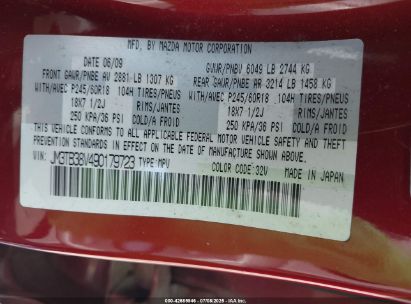 MFD. BY MAZDA MOTOR CORPORATION
DATE 06/09 GVWR/PNBV 6049 LB 2744 KG
FRONT GAWR/PNBE AV 2881 LB 1307 KG REAR GAWR/PNBE AR 3214 LB 1458 KG
WITH/AVEC P245/60R18 104H TIRES/PNEUS WITH/AVEC P245/60R18 104H TIRES/PNEUS
18X7 1/2J RIMS/JANTES 18X7 1/2J RIMS/JANTES
250 KPA/36 PSI COLD/A FROID 250 KPA/36 PSI COLD/A FROID
THIS VEHICLE CONFORMS TO ALL APPLICABLE FEDERAL MOTOR VEHICLE SAFETY AND THEFT
PREVENTION STANDARDS IN EFFECT ON THE DATE OF MANUFACTURE SHOWN ABOVE.
VIN: JM3TB38V490179723 TYPE:MPV COLOR CODE:32V MADE IN JAPAN